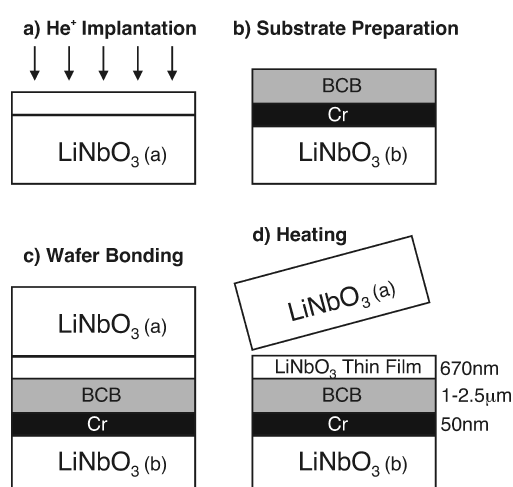 a) He⁺ Implantation
LiNbO₃ (a)
b) Substrate Preparation
BCB
Cr
LiNbO₃ (b)
c) Wafer Bonding
LiNbO₃ (a)
BCB
Cr
LiNbO₃ (b)
d) Heating
LiNbO₃ (a)
LiNbO₃ Thin Film 670nm
BCB 1-2.5μm
Cr 50nm
LiNbO₃ (b)